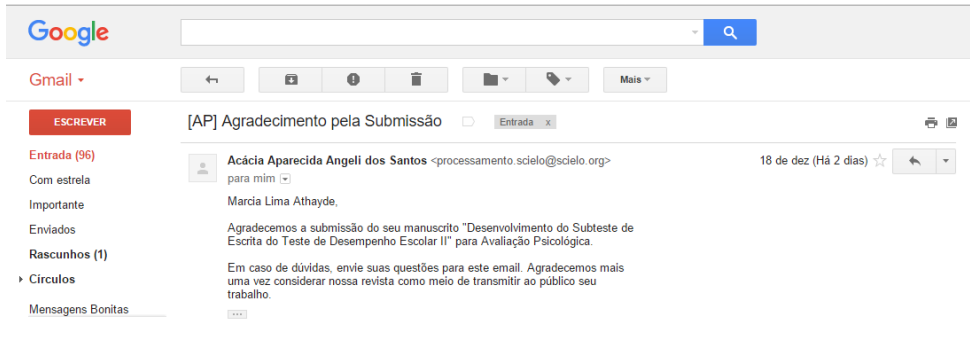 Google
Gmail
Mais
ESCREVER
[AP] Agradecimento pela Submissão
Entrada x
Entrada (96)
Com estrela
Importante
Enviados
Rascunhos (1)
Círculos
Mensagens Bonitas
Acácia Aparecida Angeli dos Santos <processamento.scielo@scielo.org>
18 de dez (Há 2 dias)
para mim
Marcia Lima Athayde,
Agradecemos a submissão do seu manuscrito "Desenvolvimento do Subteste de
Escrita do Teste de Desempenho Escolar II" para Avaliação Psicológica.
Em caso de dúvidas, envie suas questões para este email. Agradecemos mais
uma vez considerar nossa revista como meio de transmitir ao público seu
trabalho.